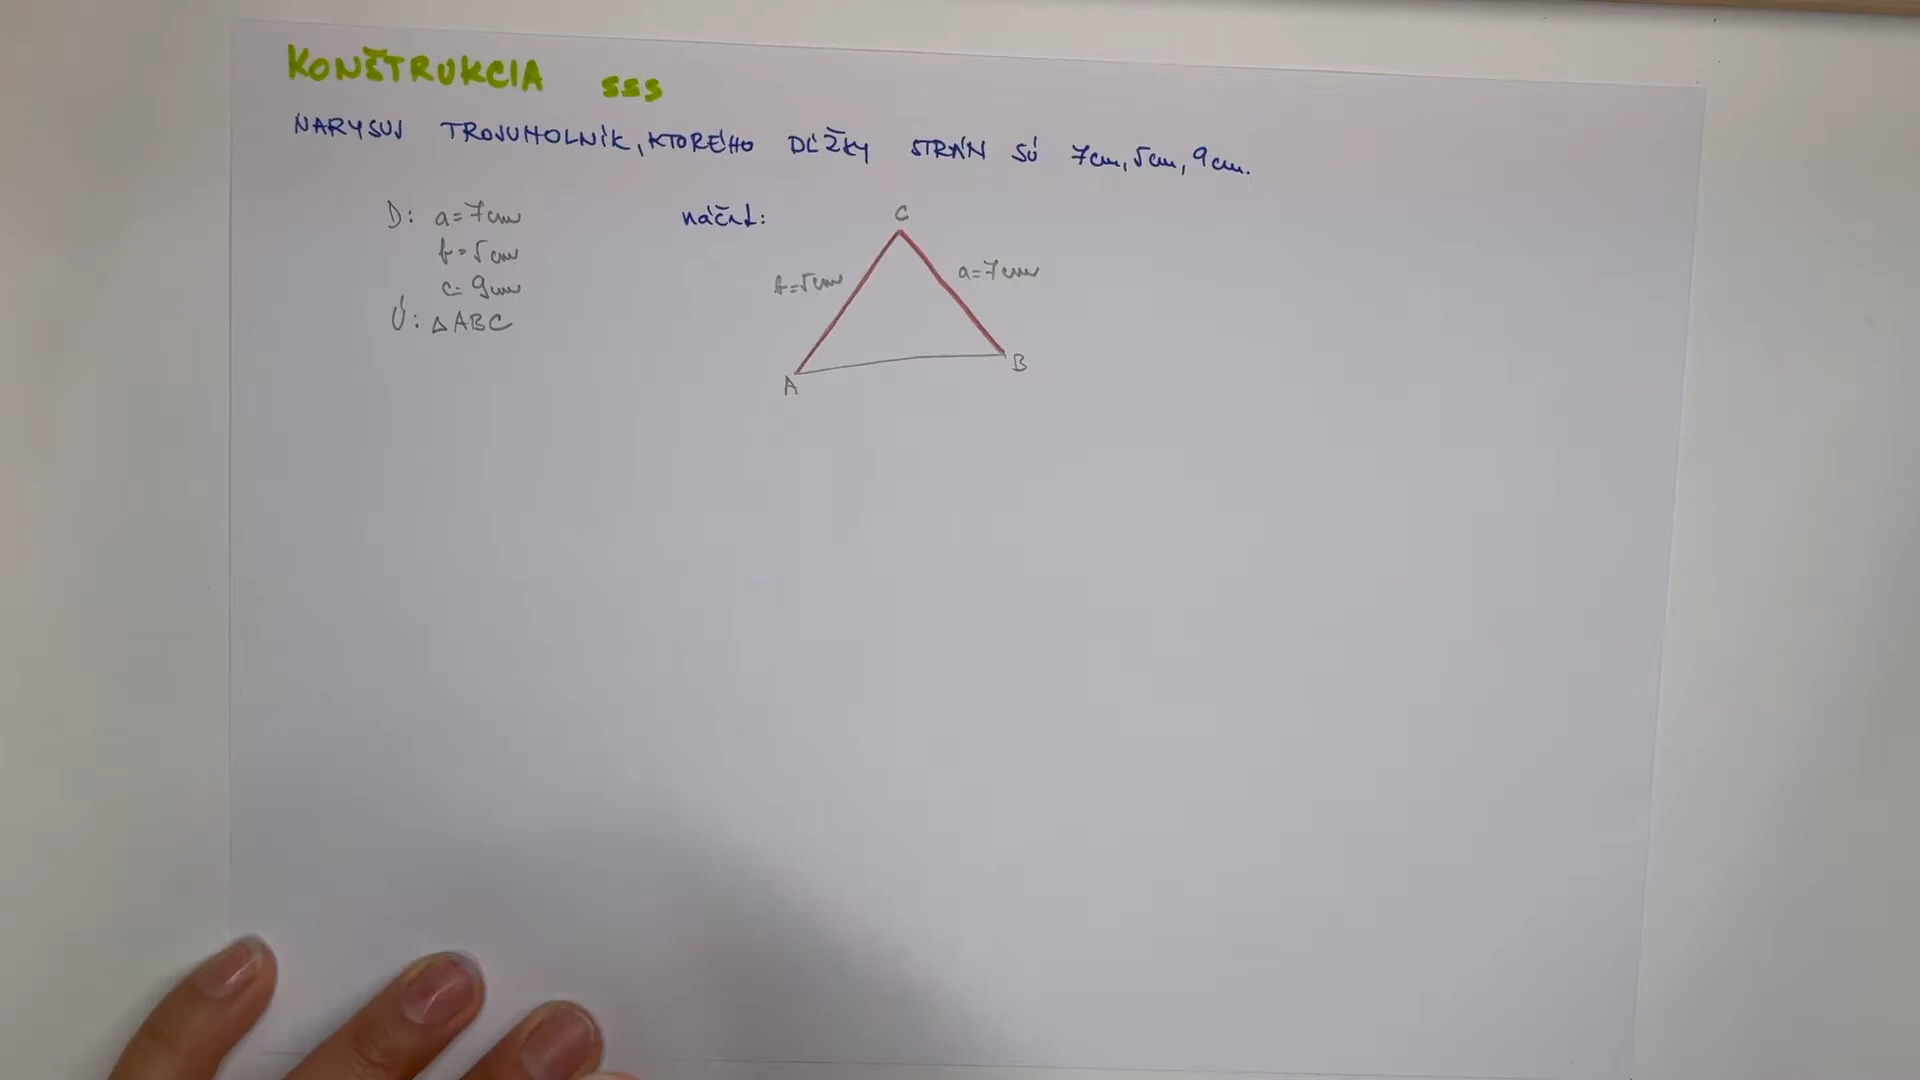 KONŠTRUKCIA sss
NARYSUJ TROJUHOLNÍK, KTORÉHO DĹŽKY STRÁN SÚ 7cm, 5cm, 9cm.
D: a=7cm
b=5cm
c=9cm
Ú: △ABC
náčrt:
C
b=5cm
a=7cm
A
B